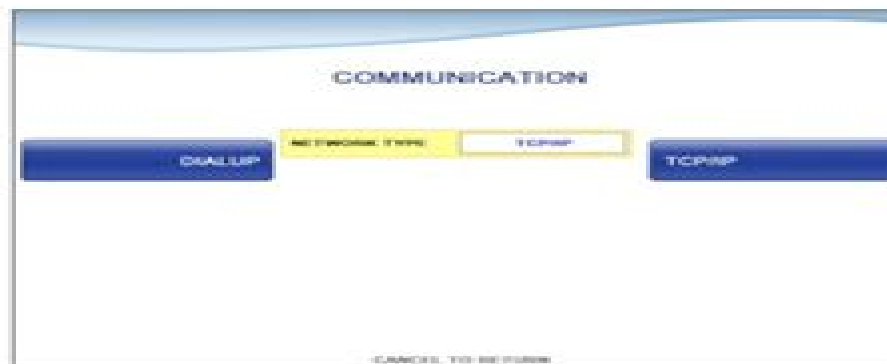 COMMUNICATION
NETWORK TYPE TCP/IP
DIALUP TCP/IP
CANCEL TO RETURN